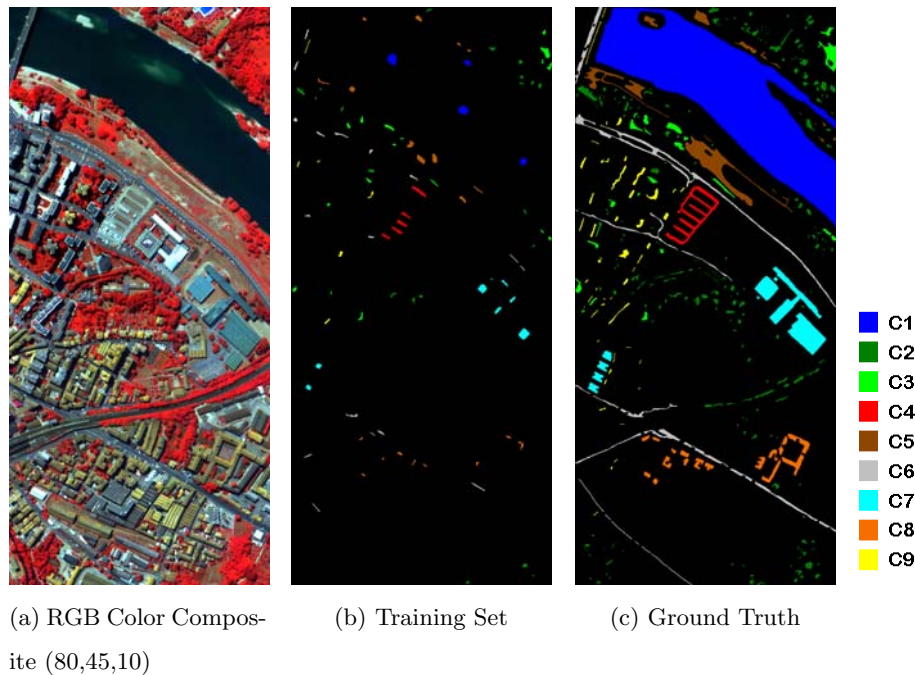 C1
C2
C3
C4
C5
C6
C7
C8
C9
(a) RGB Color Compos-
ite (80,45,10)
(b) Training Set
(c) Ground Truth